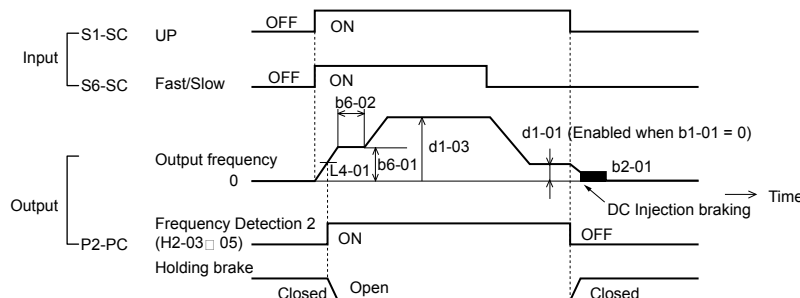 OFF ON
S1-SC UP
Input
OFF ON
S6-SC Fast/Slow
b6-02
d1-01 (Enabled when b1-01 = 0)
d1-03
Output frequency
L4-01
b6-01
b2-01
0
Time
DC Injection braking
Output
Frequency Detection 2
(H2-03□ 05)
P2-PC
ON
OFF
Holding brake
Closed
Open
Closed